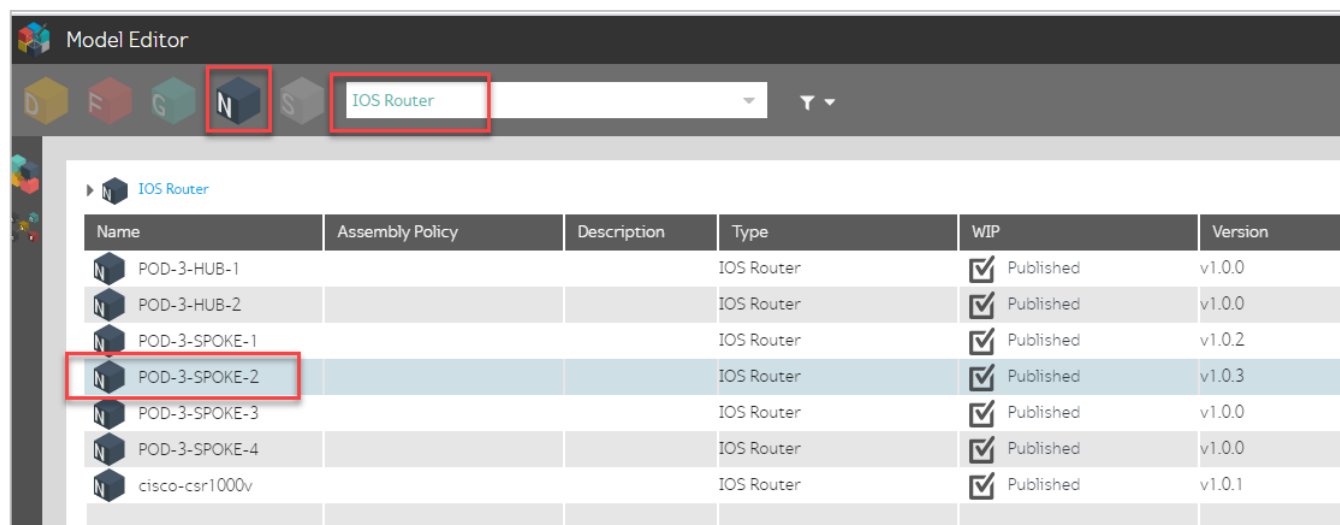 Model Editor
D F G N S IOS Router
N IOS Router
Name Assembly Policy Description Type WIP Version
N POD-3-HUB-1 IOS Router Published v1.0.0
N POD-3-HUB-2 IOS Router Published v1.0.0
N POD-3-SPOKE-1 IOS Router Published v1.0.2
N POD-3-SPOKE-2 IOS Router Published v1.0.3
N POD-3-SPOKE-3 IOS Router Published v1.0.0
N POD-3-SPOKE-4 IOS Router Published v1.0.0
N cisco-csr1000v IOS Router Published v1.0.1